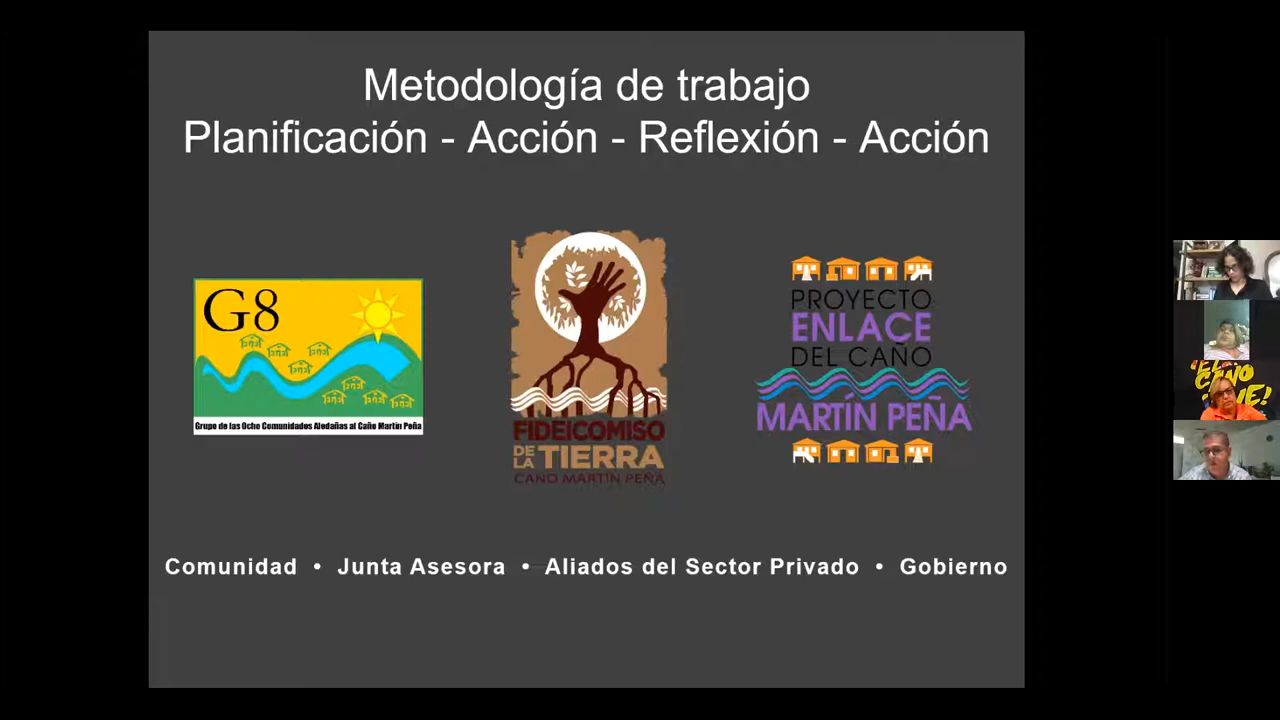 Metodología de trabajo
Planificación - Acción - Reflexión - Acción
G8
Grupo de las Ocho Comunidades Aledañas al Caño Martín Peña
FIDEICOMISO
DE LA TIERRA
CAÑO MARTÍN PEÑA
PROYECTO
ENLACE
DEL CAÑO
MARTÍN PEÑA
Comunidad • Junta Asesora • Aliados del Sector Privado • Gobierno
"EL
CAÑO